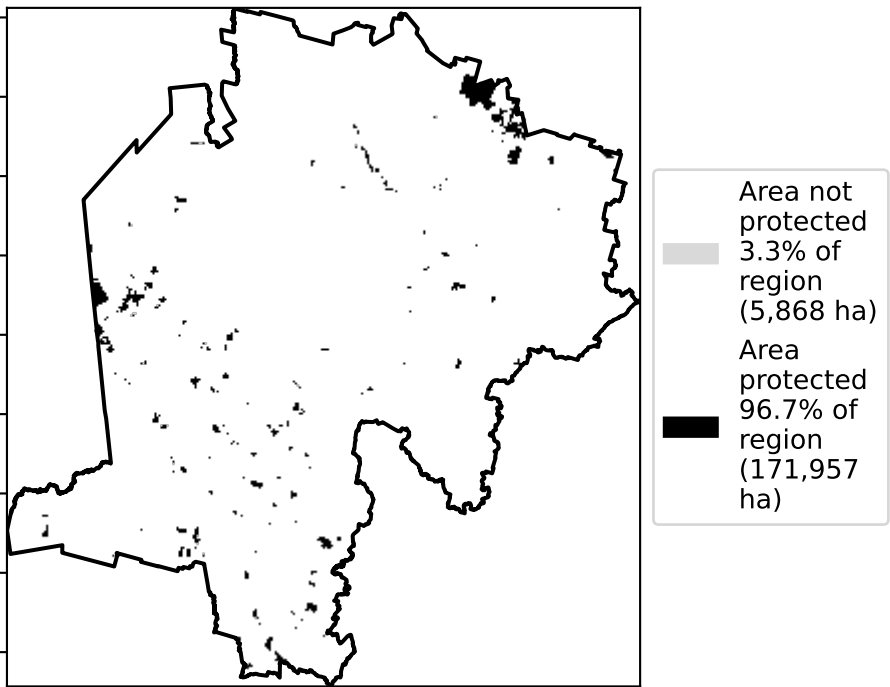 Area not
protected
3.3% of
region
(5,868 ha)
Area
protected
96.7% of
region
(171,957
ha)